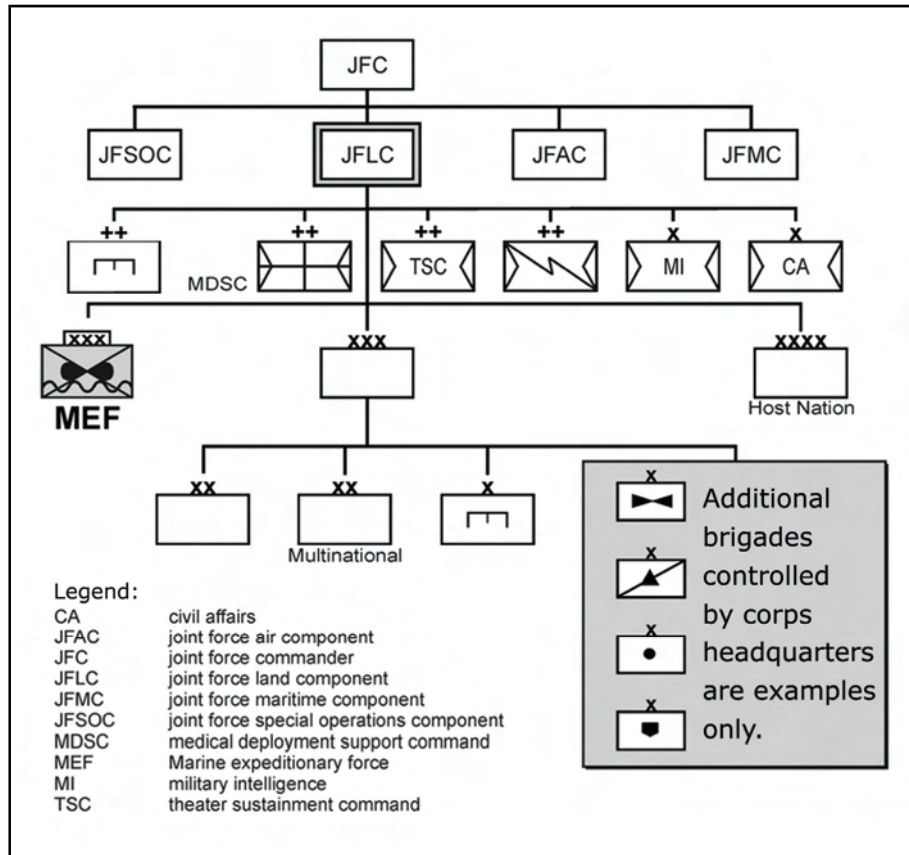 JFC
JFSOC JFLC JFAC JFMC
++ ++ ++ ++ x x
MDSC TSC MI CA
xxx xxx xxxx
MEF Host Nation
xx xx x
Multinational
x
Additional
brigades
x
controlled
by corps
x
headquarters
are examples
x
only.
Legend:
CA civil affairs
JFAC joint force air component
JFC joint force commander
JFLC joint force land component
JFMC joint force maritime component
JFSOC joint force special operations component
MDSC medical deployment support command
MEF Marine expeditionary force
MI military intelligence
TSC theater sustainment command